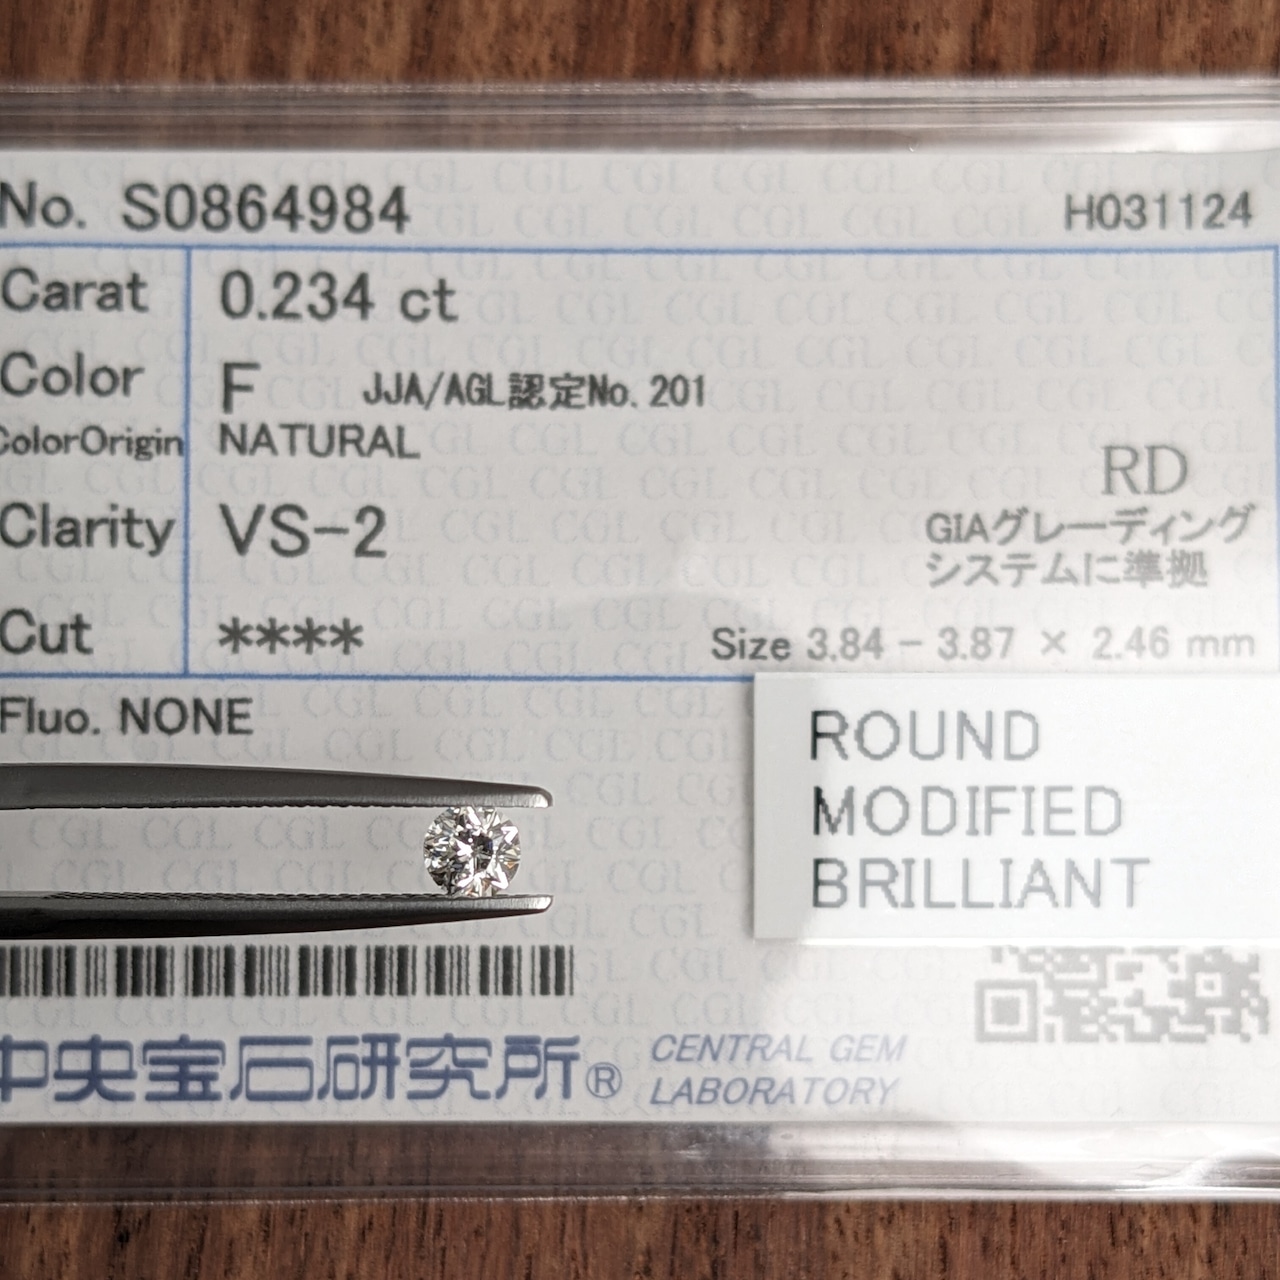 No. S0864984 H031124
Carat 0.234 ct
Color F JJA/AGL認定No. 201
ColorOrigin NATURAL
RD
Clarity VS-2
GIAグレーディング
システムに準拠
Cut ****
Size 3.84 - 3.87 × 2.46 mm
Fluo. NONE
ROUND
MODIFIED
BRILLIANT
中央宝石研究所®
CENTRAL GEM
LABORATORY